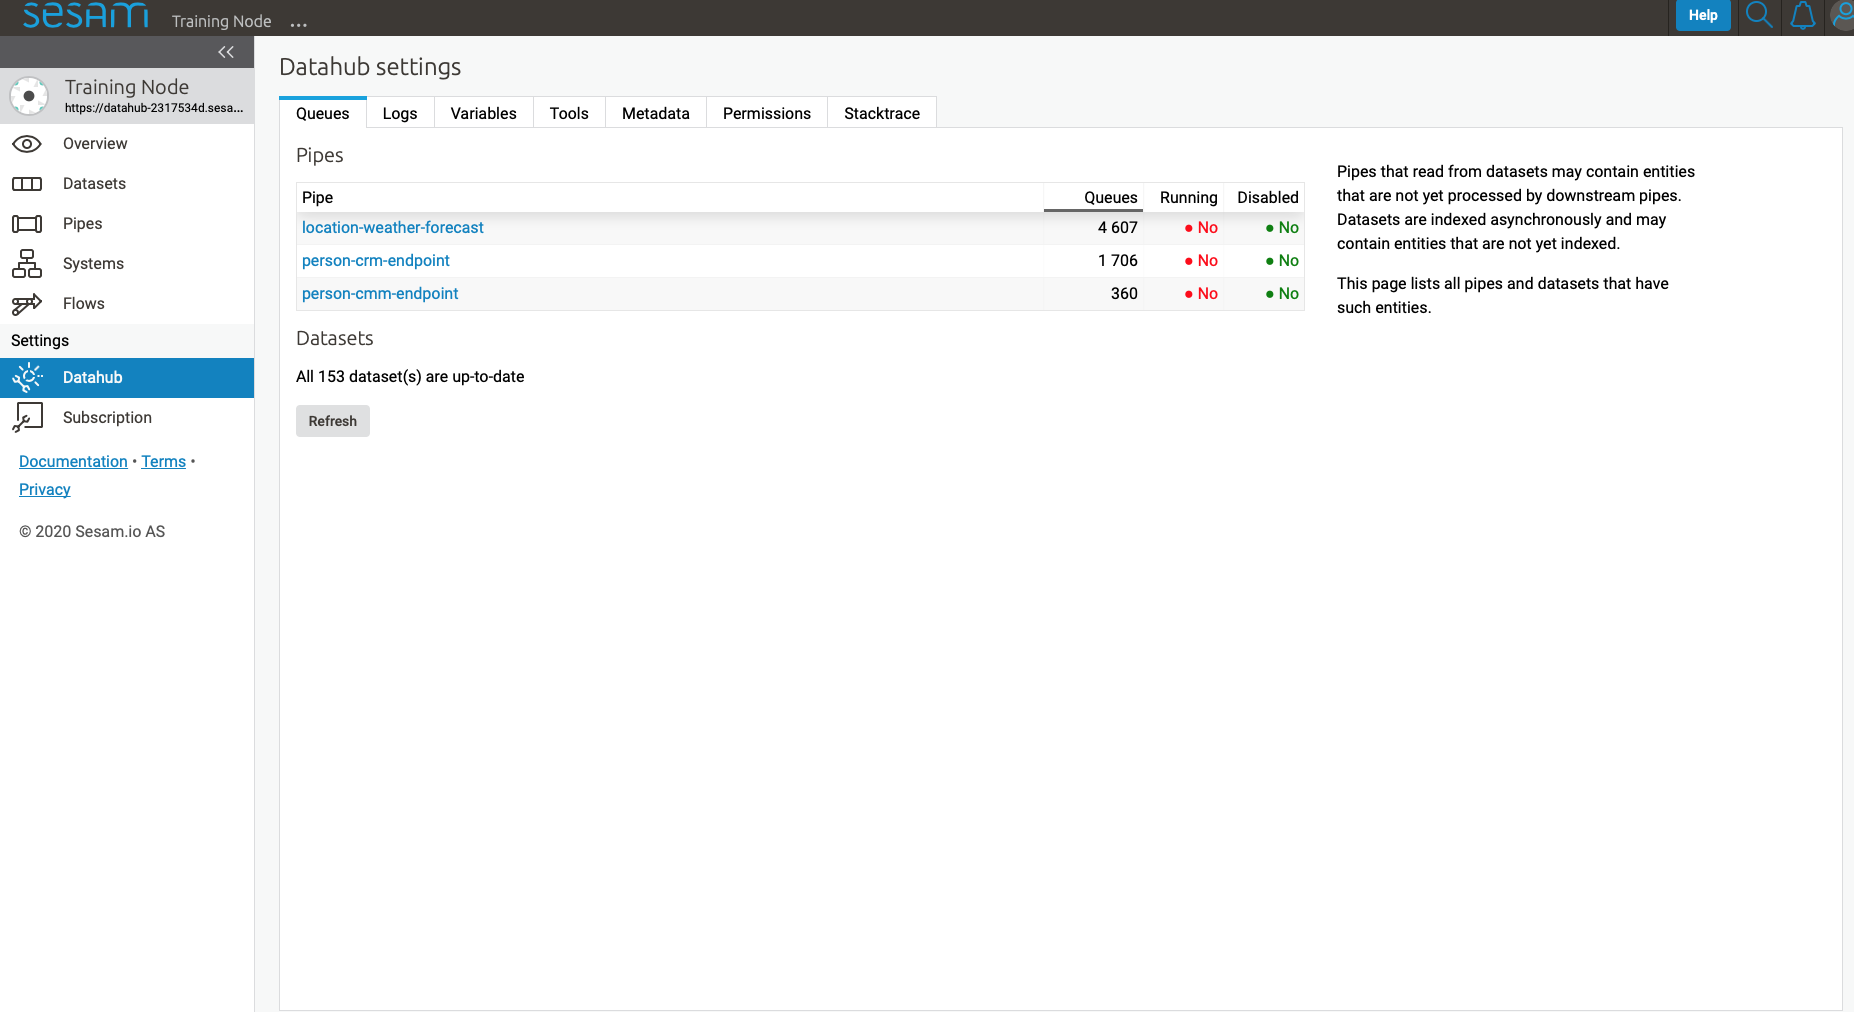 sesam Training Node ...
Help
Training Node
https://datahub-2317534d.sesa...
Overview
Datasets
Pipes
Systems
Flows
Settings
Datahub
Subscription
Documentation • Terms •
Privacy
© 2020 Sesam.io AS
Datahub settings
Queues Logs Variables Tools Metadata Permissions Stacktrace
Pipes
Pipe Queues Running Disabled
location-weather-forecast 4 607 ● No ● No
person-crm-endpoint 1 706 ● No ● No
person-cmm-endpoint 360 ● No ● No
Datasets
All 153 dataset(s) are up-to-date
Refresh
Pipes that read from datasets may contain entities
that are not yet processed by downstream pipes.
Datasets are indexed asynchronously and may
contain entities that are not yet indexed.
This page lists all pipes and datasets that have
such entities.